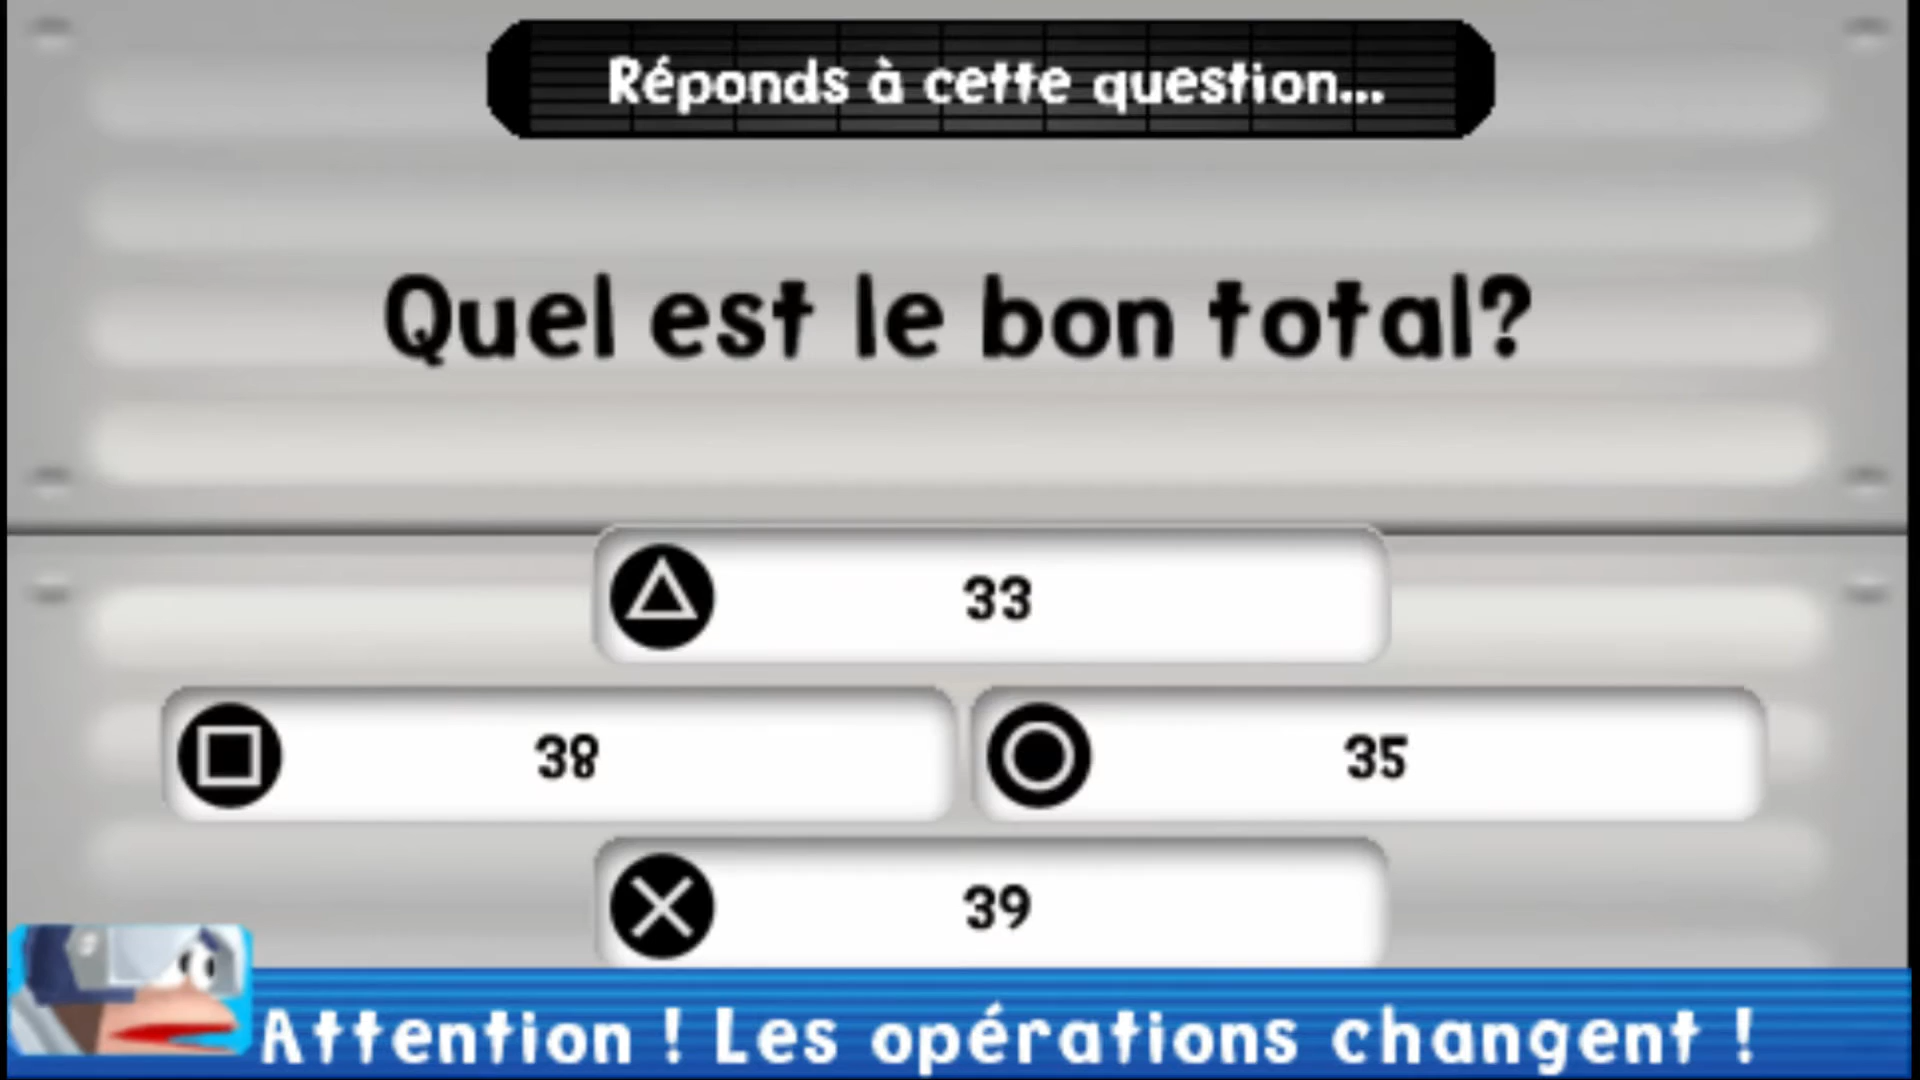 Réponds à cette question...
Quel est le bon total?
33
38
35
39
Attention ! Les opérations changent !